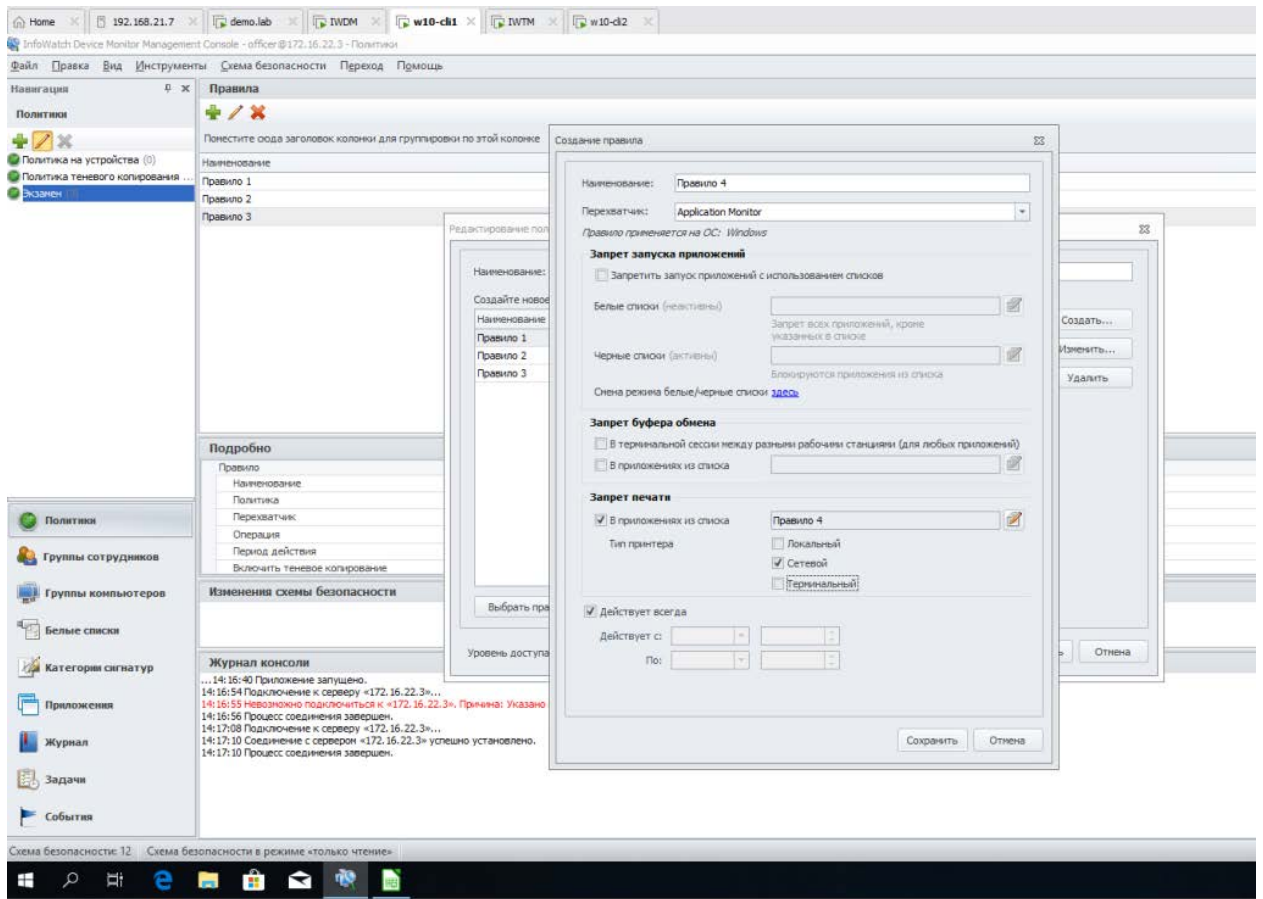 Home 192.168.21.7 demo.lab IWDM w10-cli1 IWTM w10-cli2
InfoWatch Device Monitor Management Console - officer@172.16.22.3 - Политики
Файл Правка Вид Инструменты Схема безопасности Переход Помощь
Навигация
Правила
Политики
Поместите сюда заголовок колонки для группировки по этой колонке
Политика на устройства (0)
Политика теневого копирования ...
Экзамен
Наименование
Правило 1
Правило 2
Правило 3
Редактирование пол
Наименование:
Создайте новое
Наименование
Правило 1
Правило 2
Правило 3
Создать...
Изменить...
Удалить
Выбрать пра
Уровень доступа
Отмена
Создание правила
Наименование: Правило 4
Перехватчик: Application Monitor
Правило применяется на ОС: Windows
Запрет запуска приложений
Запретить запуск приложений с использованием списков
Белые списки (неактивны)
Запрет всех приложений, кроме
указанных в списке
Черные списки (активны)
Блокируются приложения из списка
Смена режима белые/черные списки здесь
Запрет буфера обмена
В терминальной сессии между разными рабочими станциями (для любых приложений)
В приложениях из списка
Запрет печати
В приложениях из списка Правило 4
Тип принтера Локальный
Сетевой
Терминальный
Действует всегда
Действует с:
По:
Сохранить Отмена
Подробно
Правило
Наименование
Политика
Перехватчик
Операция
Период действия
Включить теневое копирование
Изменения схемы безопасности
Журнал консоли
...14:16:40 Приложение запущено.
14:16:54 Подключение к серверу «172.16.22.3»...
14:16:55 Невозможно подключиться к «172.16.22.3». Причина: Указано
14:16:56 Процесс соединения завершен.
14:17:08 Подключение к серверу «172.16.22.3»...
14:17:10 Соединение с сервером «172.16.22.3» успешно установлено.
14:17:10 Процесс соединения завершен.
Политики
Группы сотрудников
Группы компьютеров
Белые списки
Категории сигнатур
Приложения
Журнал
Задачи
События
Схема безопасности: 12 Схема безопасности в режиме «только чтение»